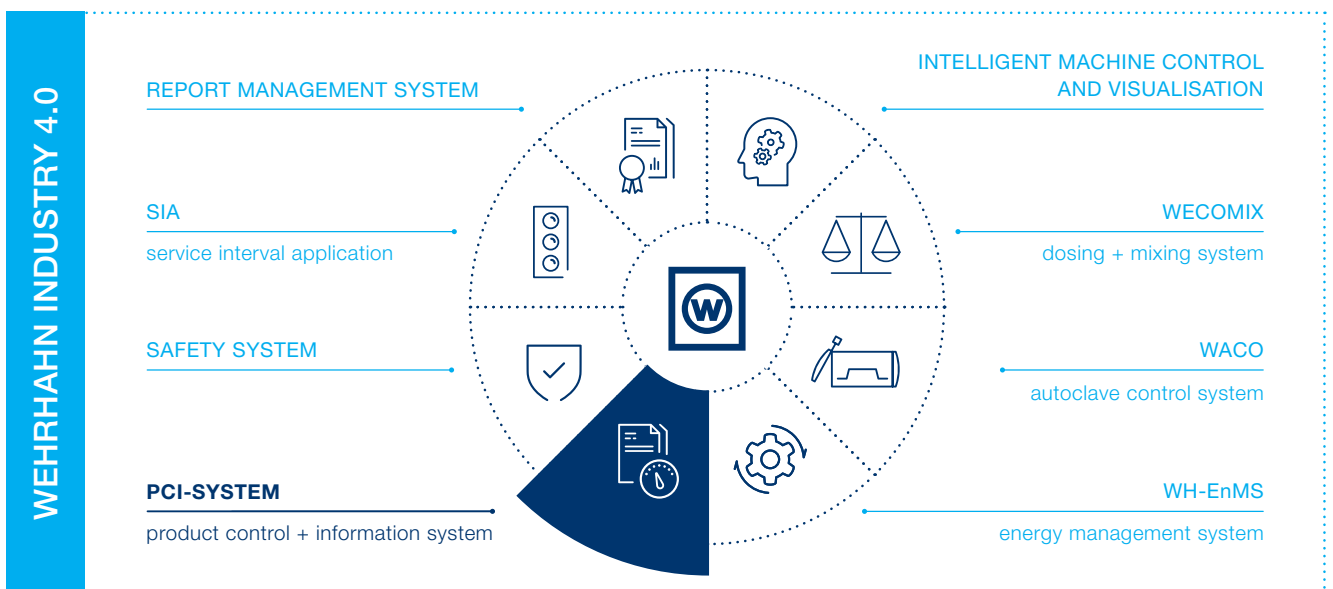 WEHRHAHN INDUSTRY 4.0
REPORT MANAGEMENT SYSTEM
SIA
service interval application
SAFETY SYSTEM
PCI-SYSTEM
product control + information system
W
INTELLIGENT MACHINE CONTROL
AND VISUALISATION
WECOMIX
dosing + mixing system
WACO
autoclave control system
WH-EnMS
energy management system